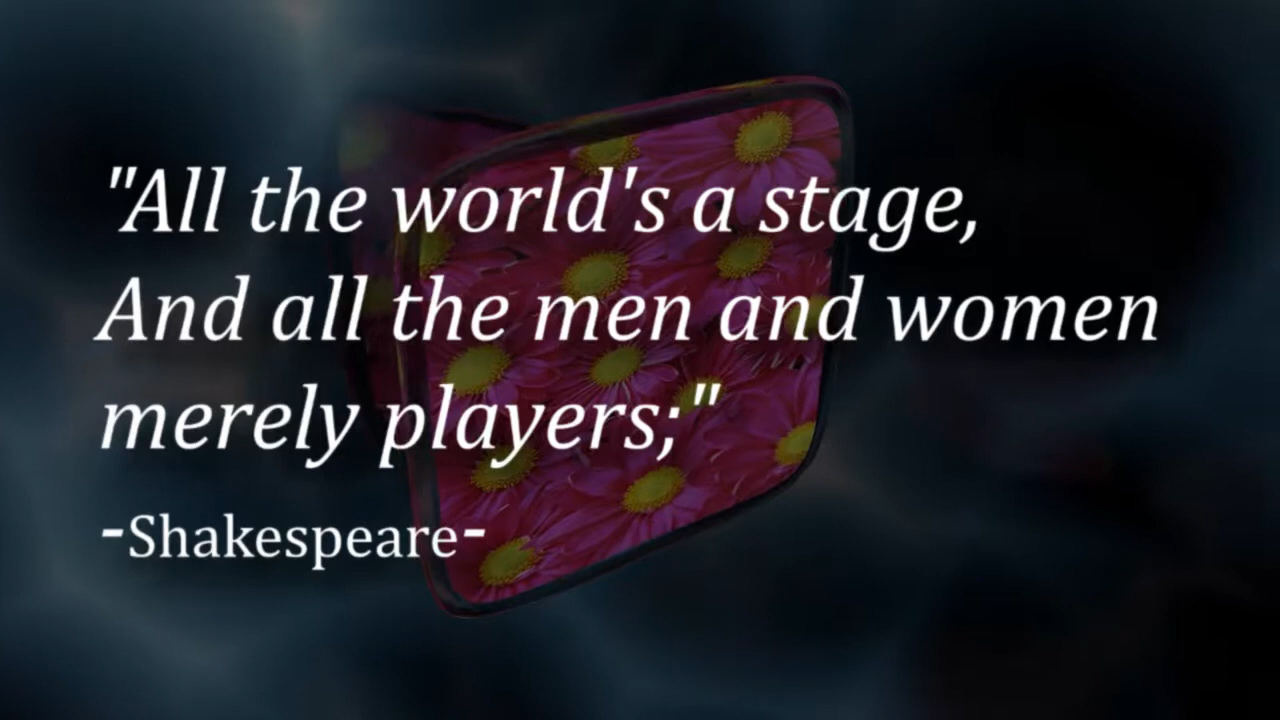 "All the world's a stage,
And all the men and women
merely players;"
-Shakespeare-